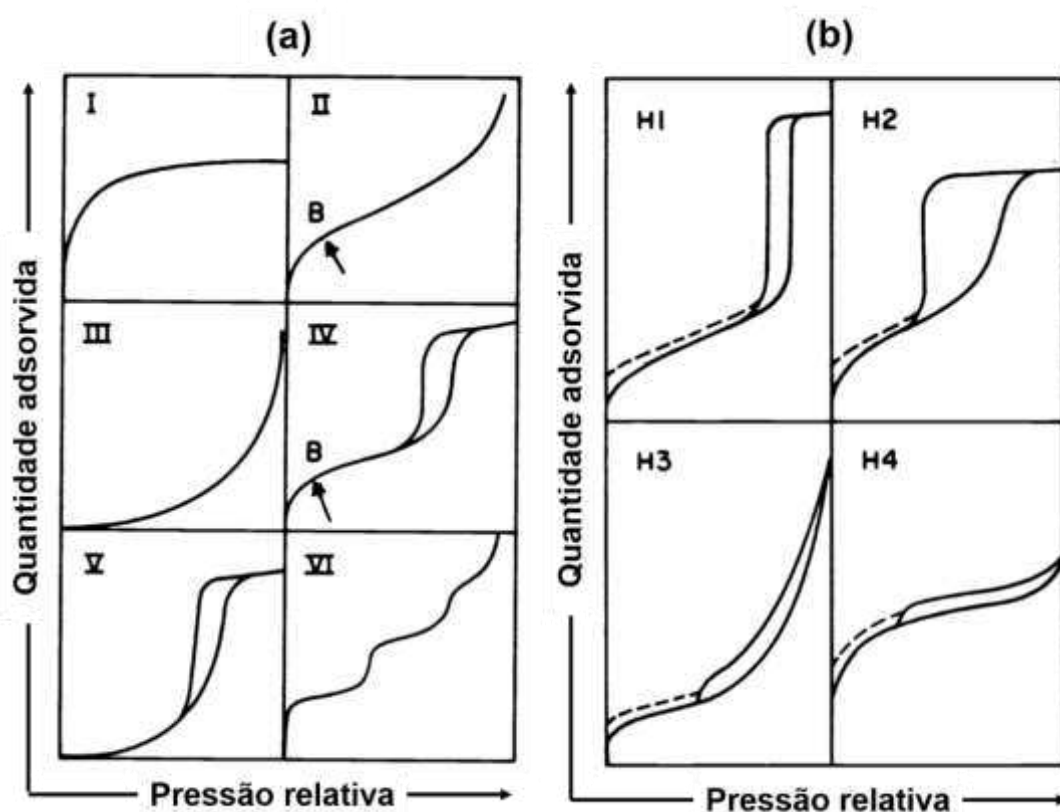 (a)
(b)
I
II
B
III
IV
B
V
VI
Quantidade adsorvida
Pressão relativa
H1
H2
H3
H4
Quantidade adsorvida
Pressão relativa